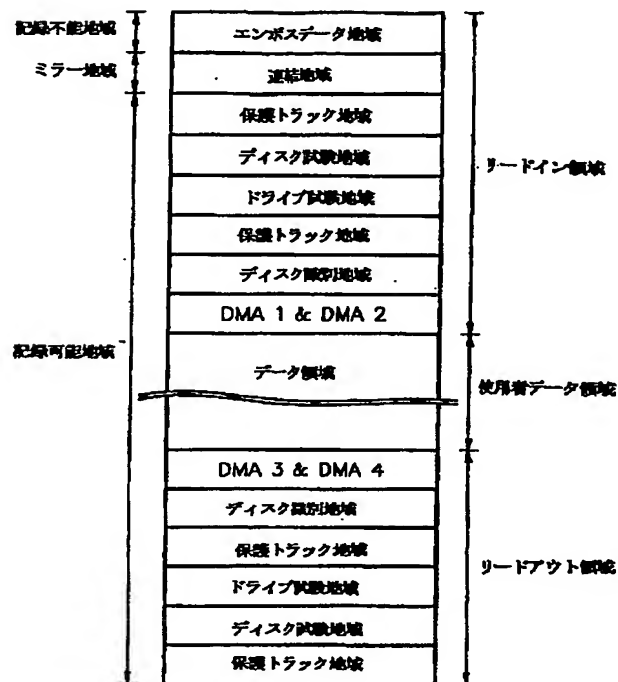 記録不能地域
エンボスデータ地域
ミラー地域
連結地域
保護トラック地域
ディスク試験地域
リードイン領域
ドライブ試験地域
保護トラック地域
ディスク識別地域
DMA 1 & DMA 2
記録可能地域
データ領域
使用者データ領域
DMA 3 & DMA 4
ディスク識別地域
保護トラック地域
リードアウト領域
ドライブ試験地域
ディスク試験地域
保護トラック地域